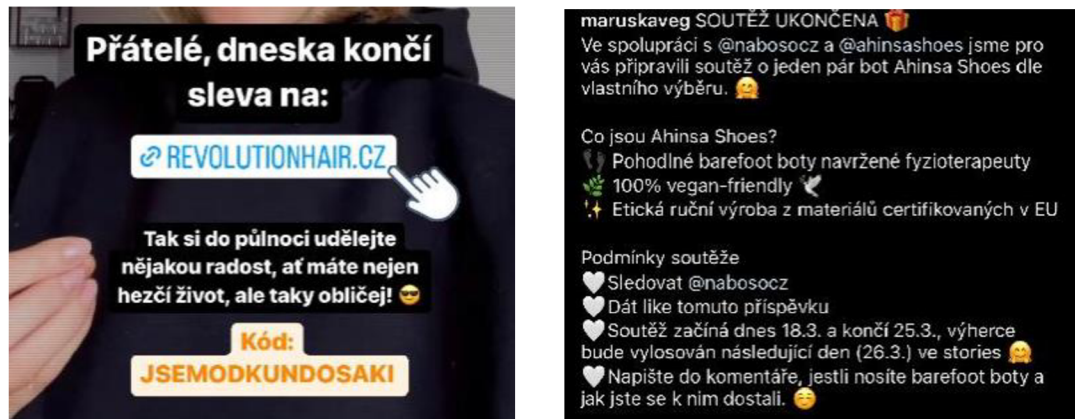 Přátelé, dneska končí
sleva na:
REVOLUTIONHAIR.CZ
Tak si do půlnoci udělejte
nějakou radost, ať máte nejen
hezčí život, ale taky obličej! 😎
Kód:
JSEMODKUNDOSAKI
maruskaveg SOUTĚŽ UKONČENA 🎁
Ve spolupráci s @nabosocz a @ahinsashoes jsme pro
vás připravili soutěž o jeden pár bot Ahinsa Shoes dle
vlastního výběru. 🤗
Co jsou Ahinsa Shoes?
👣 Pohodlné barefoot boty navržené fyzioterapeuty
🌿 100% vegan-friendly 🕊️
✨ Etická ruční výroba z materiálů certifikovaných v EU
Podmínky soutěže
🤍Sledovat @nabosocz
🤍Dát like tomuto příspěvku
🤍Soutěž začíná dnes 18.3. a končí 25.3., výherce
bude vylosován následující den (26.3.) ve stories 🤗
🤍Napište do komentáře, jestli nosíte barefoot boty a
jak jste se k nim dostali. ☺️